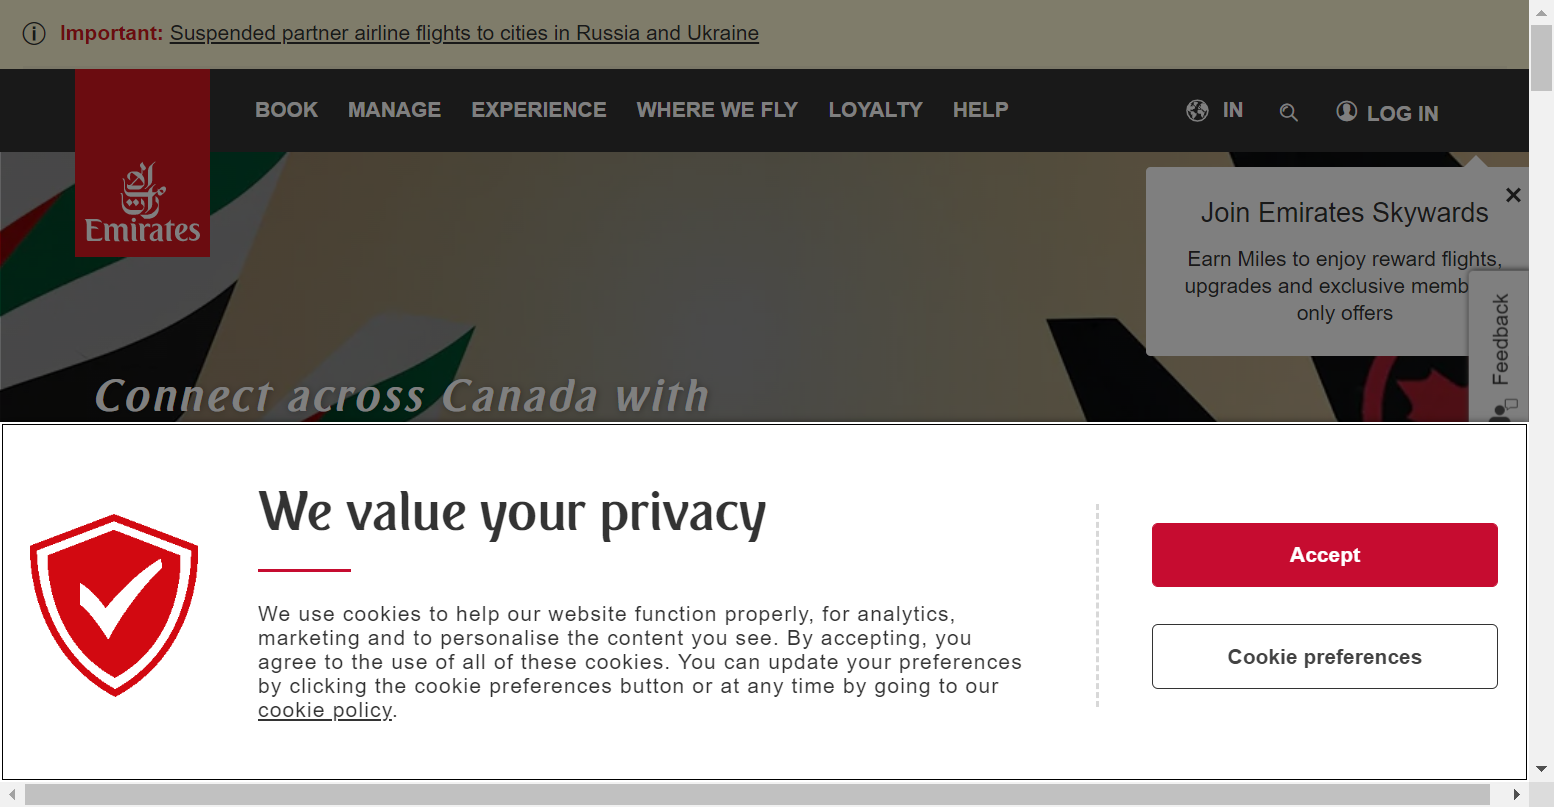 Important: Suspended partner airline flights to cities in Russia and Ukraine
BOOK MANAGE EXPERIENCE WHERE WE FLY LOYALTY HELP IN LOG IN
Emirates
Join Emirates Skywards
Earn Miles to enjoy reward flights,
upgrades and exclusive memb
only offers
Feedback
Connect across Canada with
We value your privacy
We use cookies to help our website function properly, for analytics,
marketing and to personalise the content you see. By accepting, you
agree to the use of all of these cookies. You can update your preferences
by clicking the cookie preferences button or at any time by going to our
cookie policy.
Accept
Cookie preferences